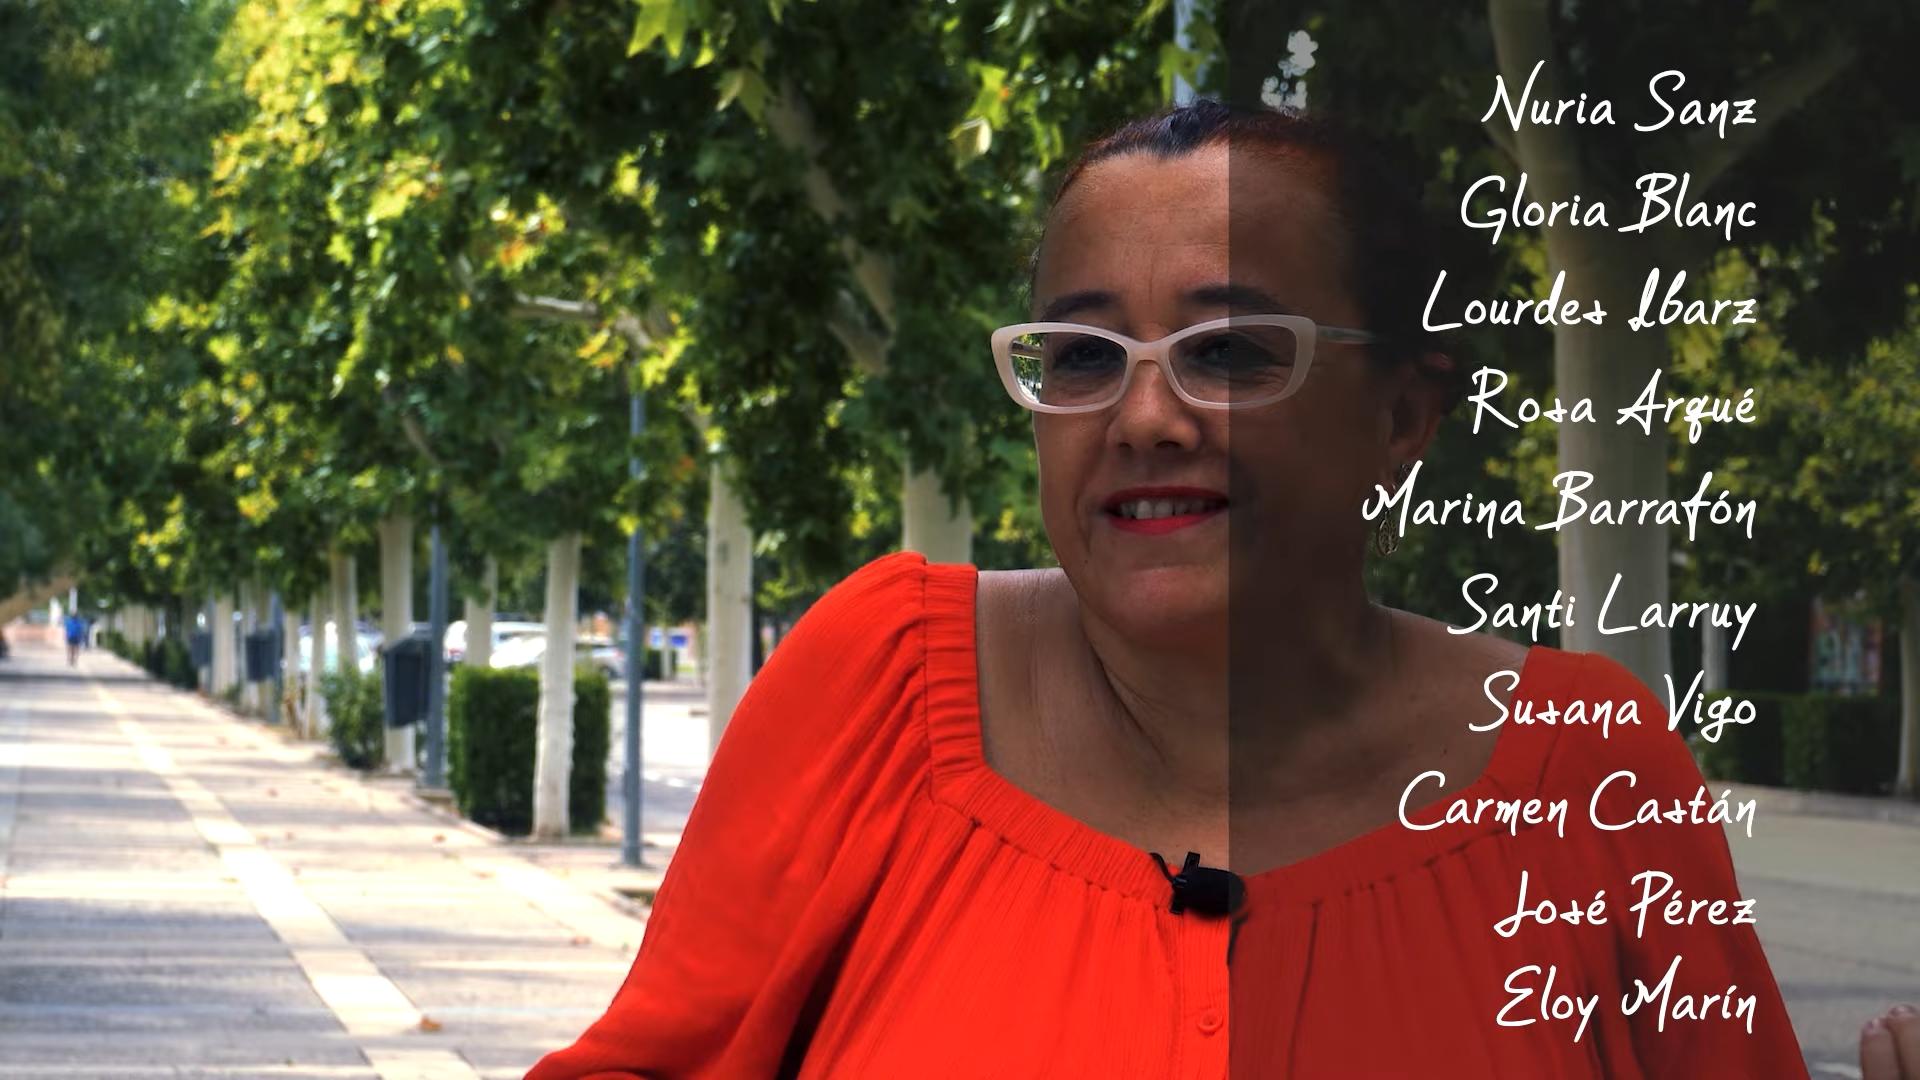 Nuria Sanz
Gloria Blanc
Lourdes Ibarz
Rosa Arqué
Marina Barrafón
Santi Larruy
Susana Vigo
Carmen Castán
José Pérez
Eloy Marín